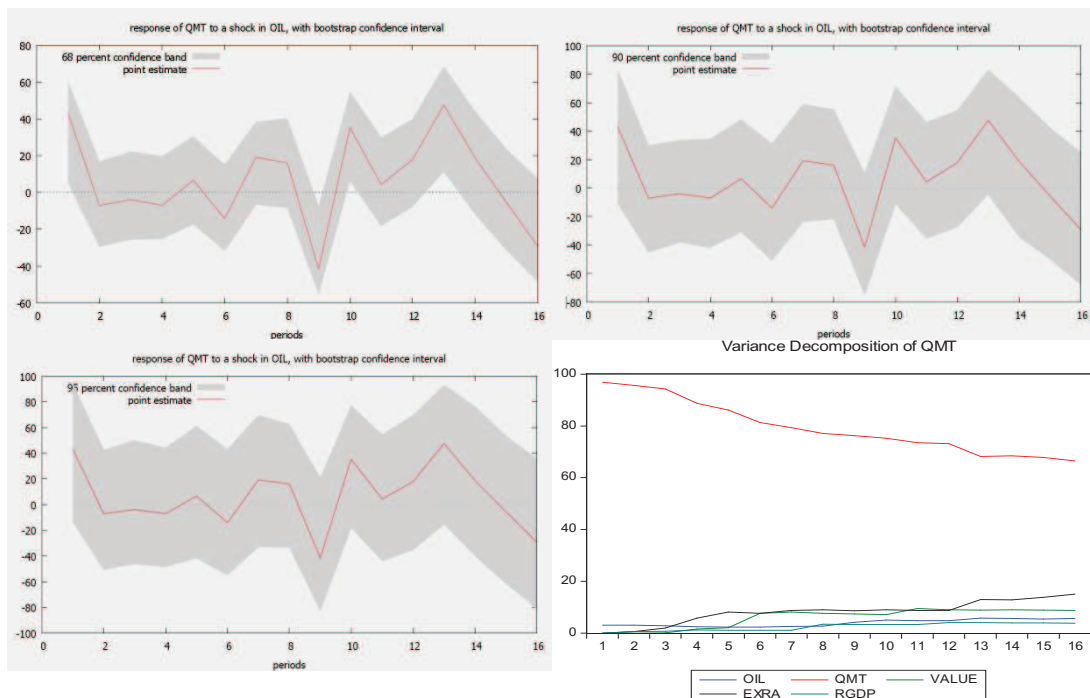 response of QMT to a shock in OIL, with bootstrap confidence interval
80
60
40
20
0
-20
-40
-60
68 percent confidence band
point estimate
0 2 4 6 8 10 12 14 16
periods
response of QMT to a shock in OIL, with bootstrap confidence interval
100
80
60
40
20
0
-20
-40
-60
-80
90 percent confidence band
point estimate
0 2 4 6 8 10 12 14 16
periods
response of QMT to a shock in OIL, with bootstrap confidence interval
100
80
60
40
20
0
-20
-40
-60
-80
-100
95 percent confidence band
point estimate
0 2 4 6 8 10 12 14 16
periods
Variance Decomposition of QMT
100
80
60
40
20
0
1 2 3 4 5 6 7 8 9 10 11 12 13 14 15 16
OIL QMT VALUE
EXRA RGDP